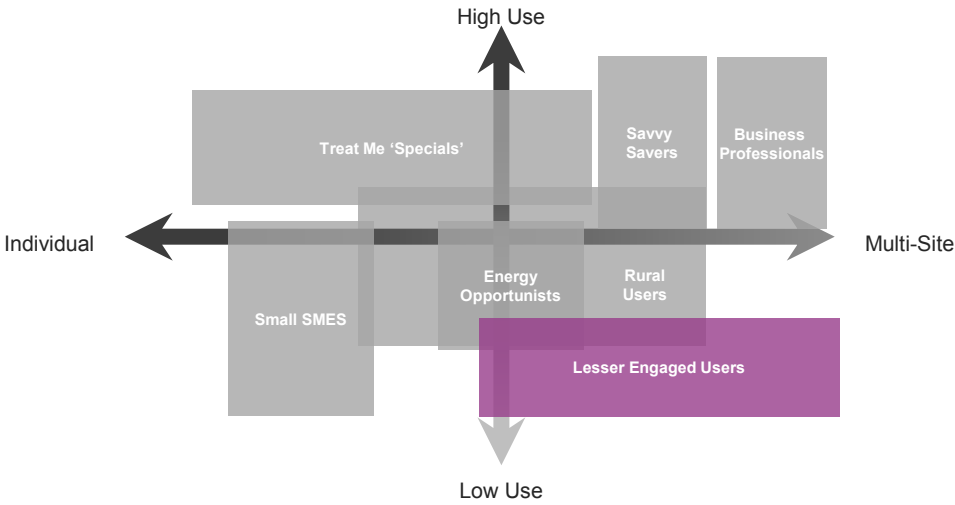 High Use
Treat Me ‘Specials’
Savvy
Savers
Business
Professionals
Individual
Multi-Site
Energy
Opportunists
Rural
Users
Small SMES
Lesser Engaged Users
Low Use